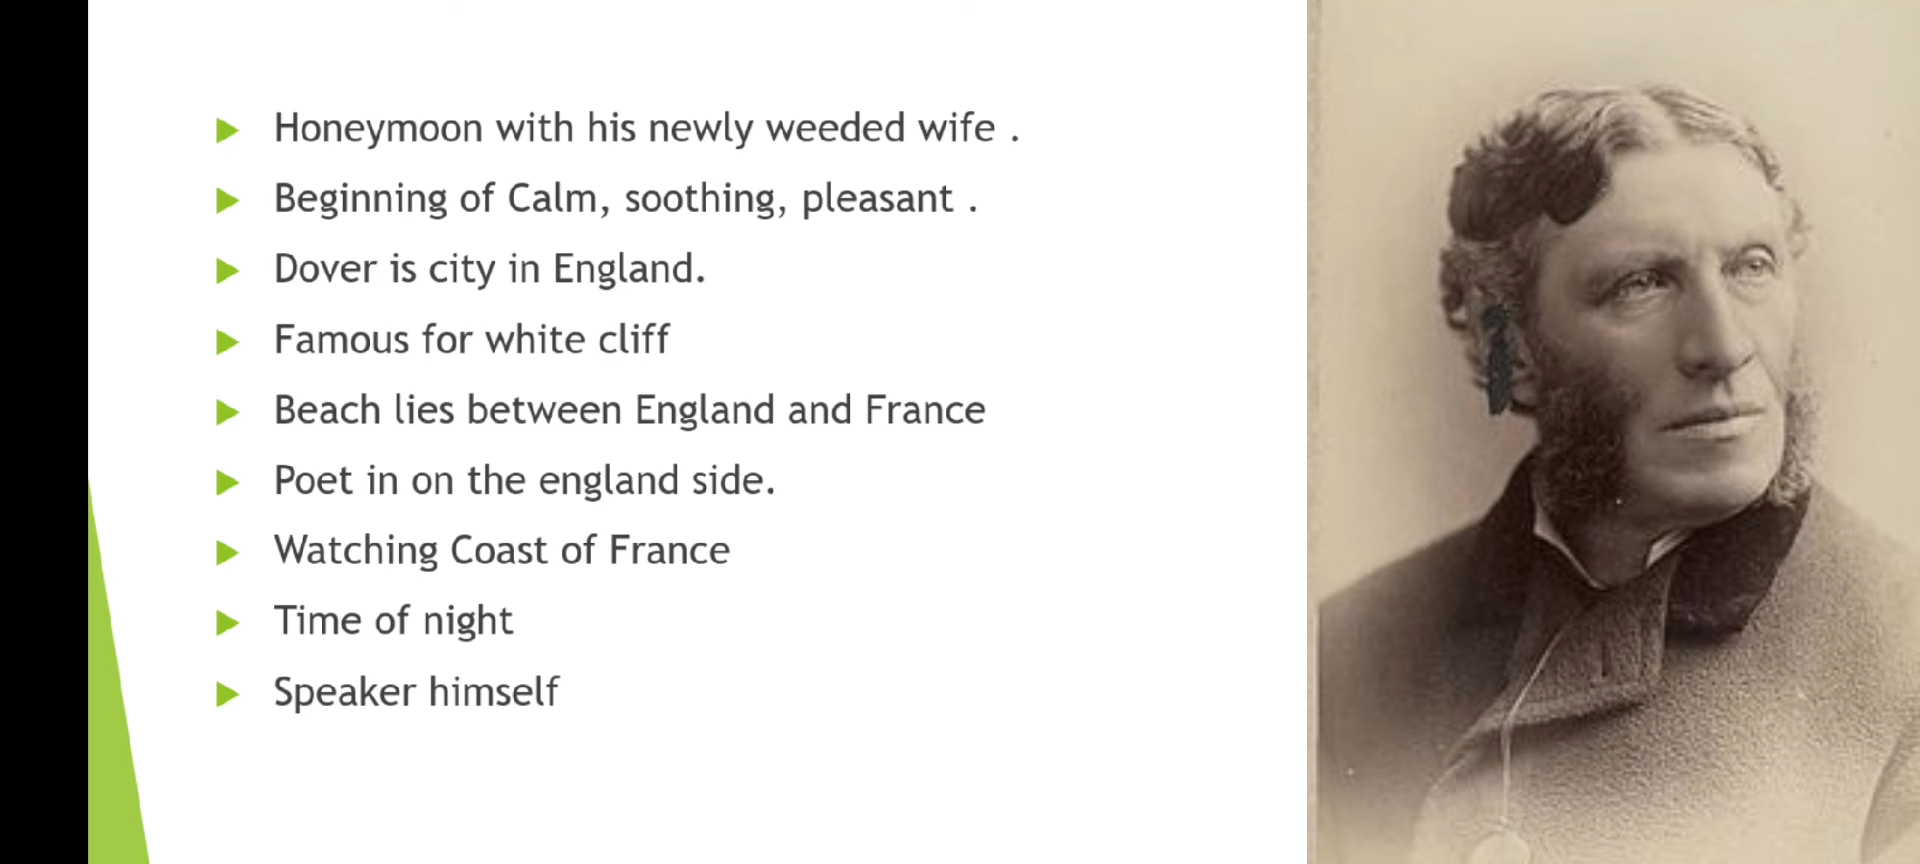 Honeymoon with his newly weeded wife .
Beginning of Calm, soothing, pleasant .
Dover is city in England.
Famous for white cliff
Beach lies between England and France
Poet in on the england side.
Watching Coast of France
Time of night
Speaker himself